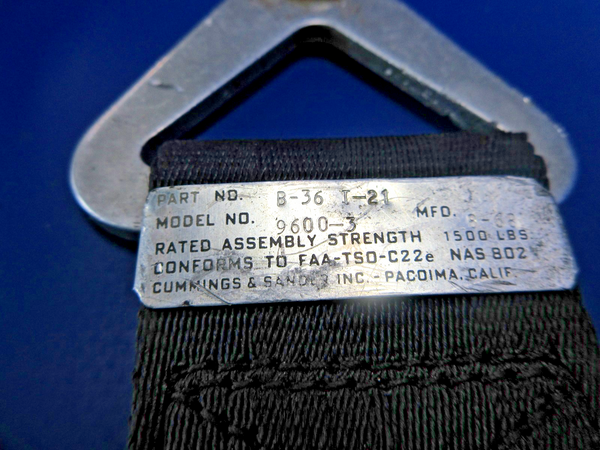 PART NO. B-36 I-21
MODEL NO. 9600-3 MFD.
RATED ASSEMBLY STRENGTH 1500 LBS.
CONFORMS TO FAA-TSO-C22e NAS 802
CUMMINGS & SANDER INC. - PACOIMA, CALIF.